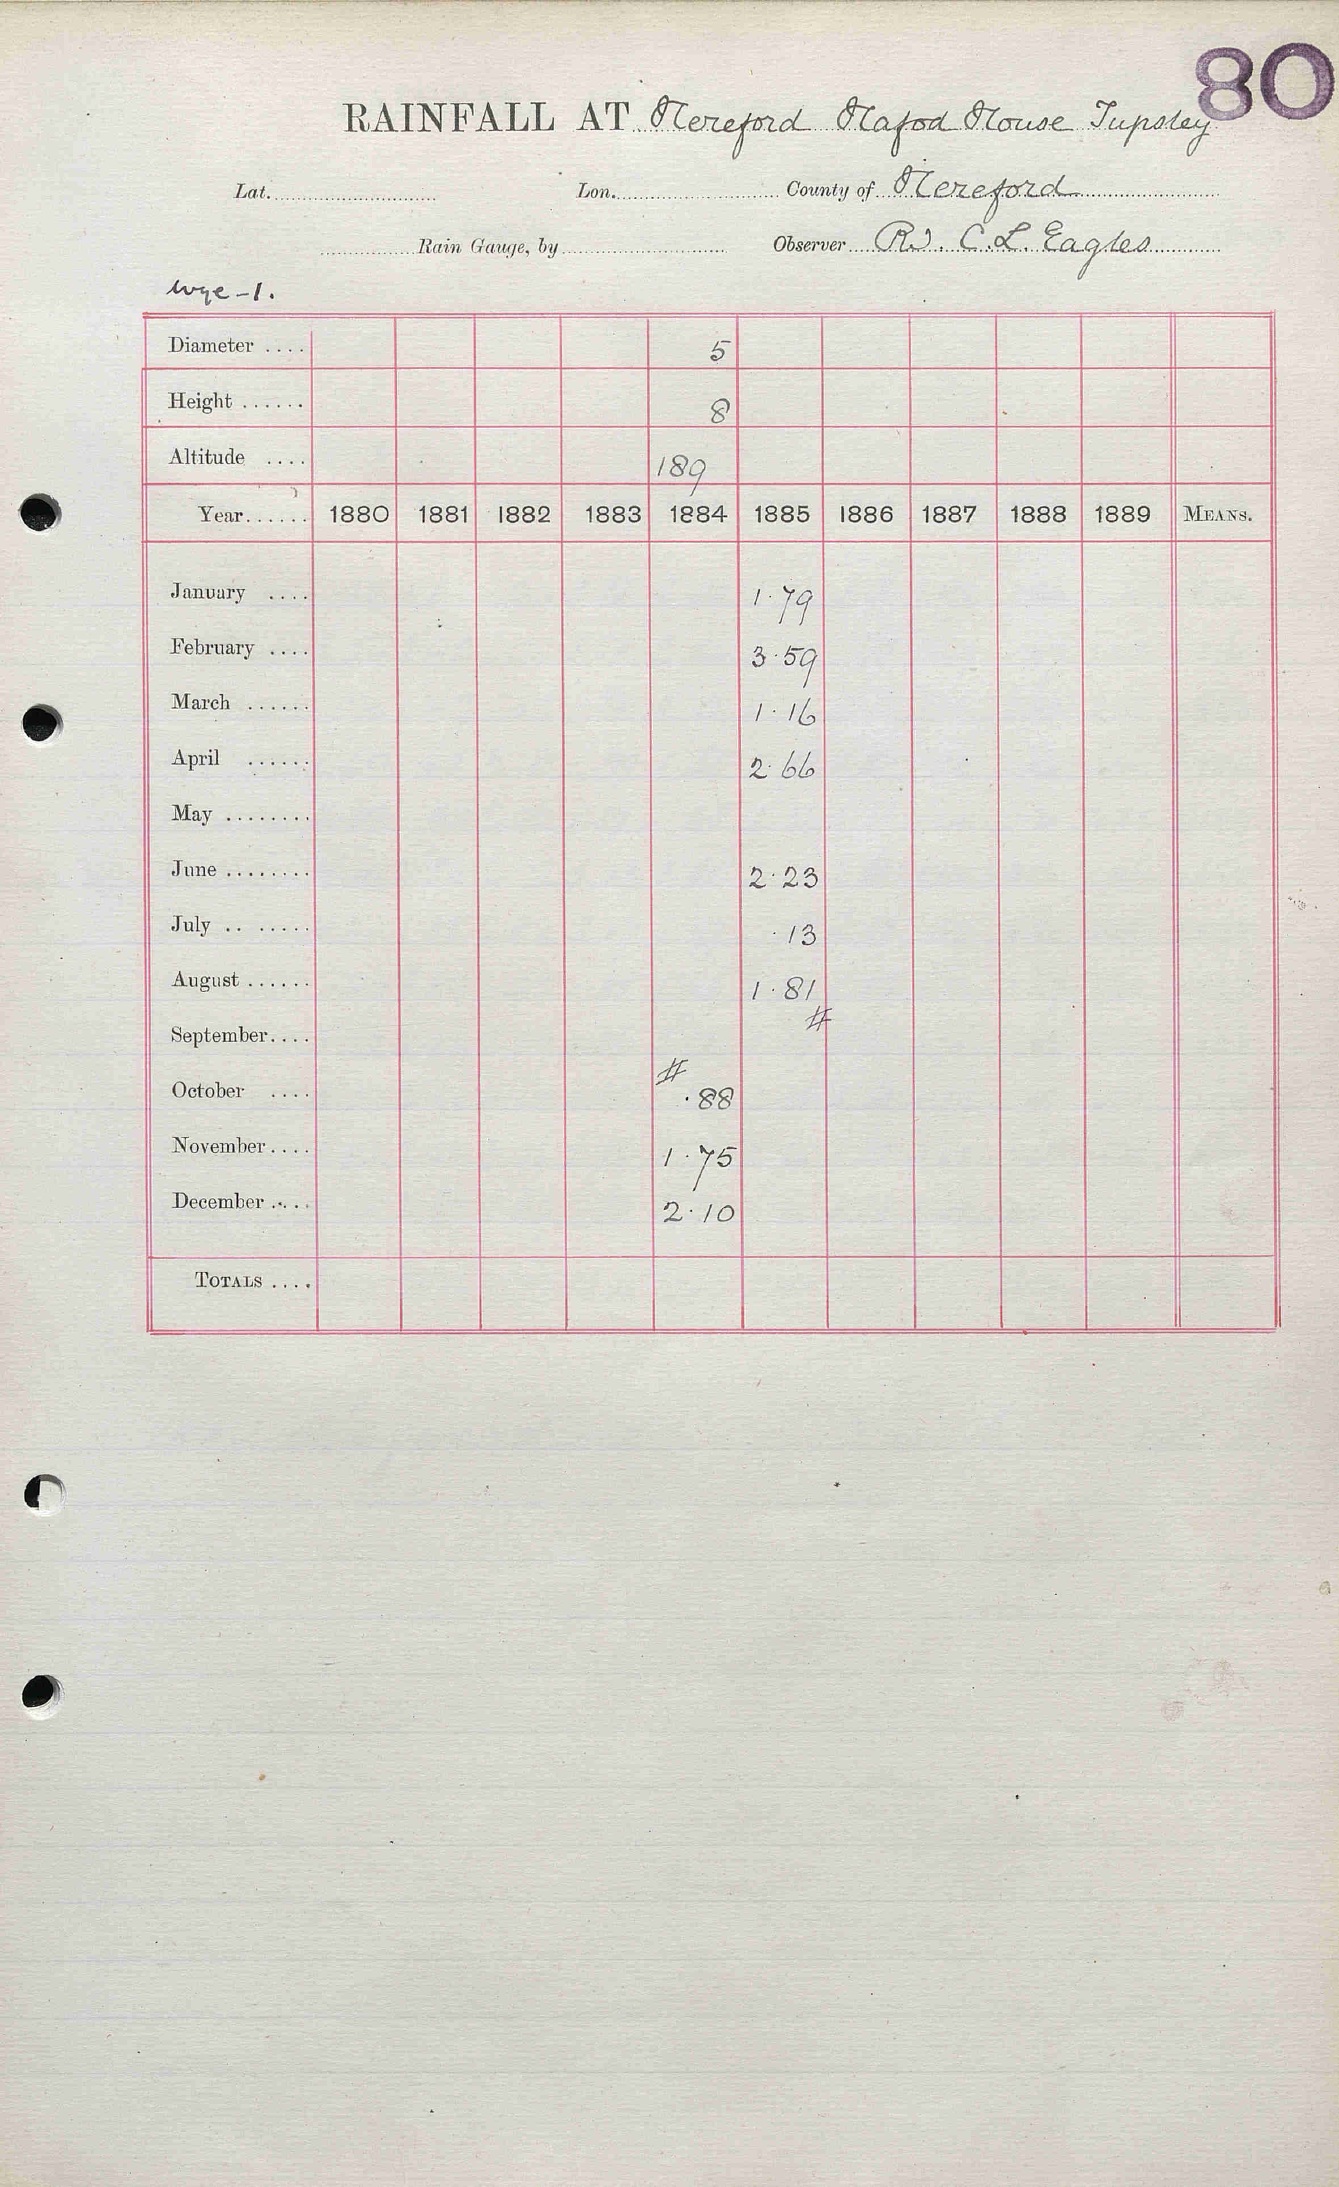 80
RAINFALL AT Hereford Hafod House Tupsley
Lat. Lon. County of Hereford
Rain Gauge, by Observer Rev. C. L. Eagles
Wye-1.
Diameter .... 5
Height ...... 8
Altitude .... 189
Year...... 1880 1881 1882 1883 1884 1885 1886 1887 1888 1889 MEANS.
January .... 1.79
February .... 3.59
March ...... 1.16
April ...... 2.66
May ........
June ........ 2.23
July .. ..... .13
August ...... 1.81
#
September....
#
October .... .88
November.... 1.75
December .... 2.10
TOTALS ....